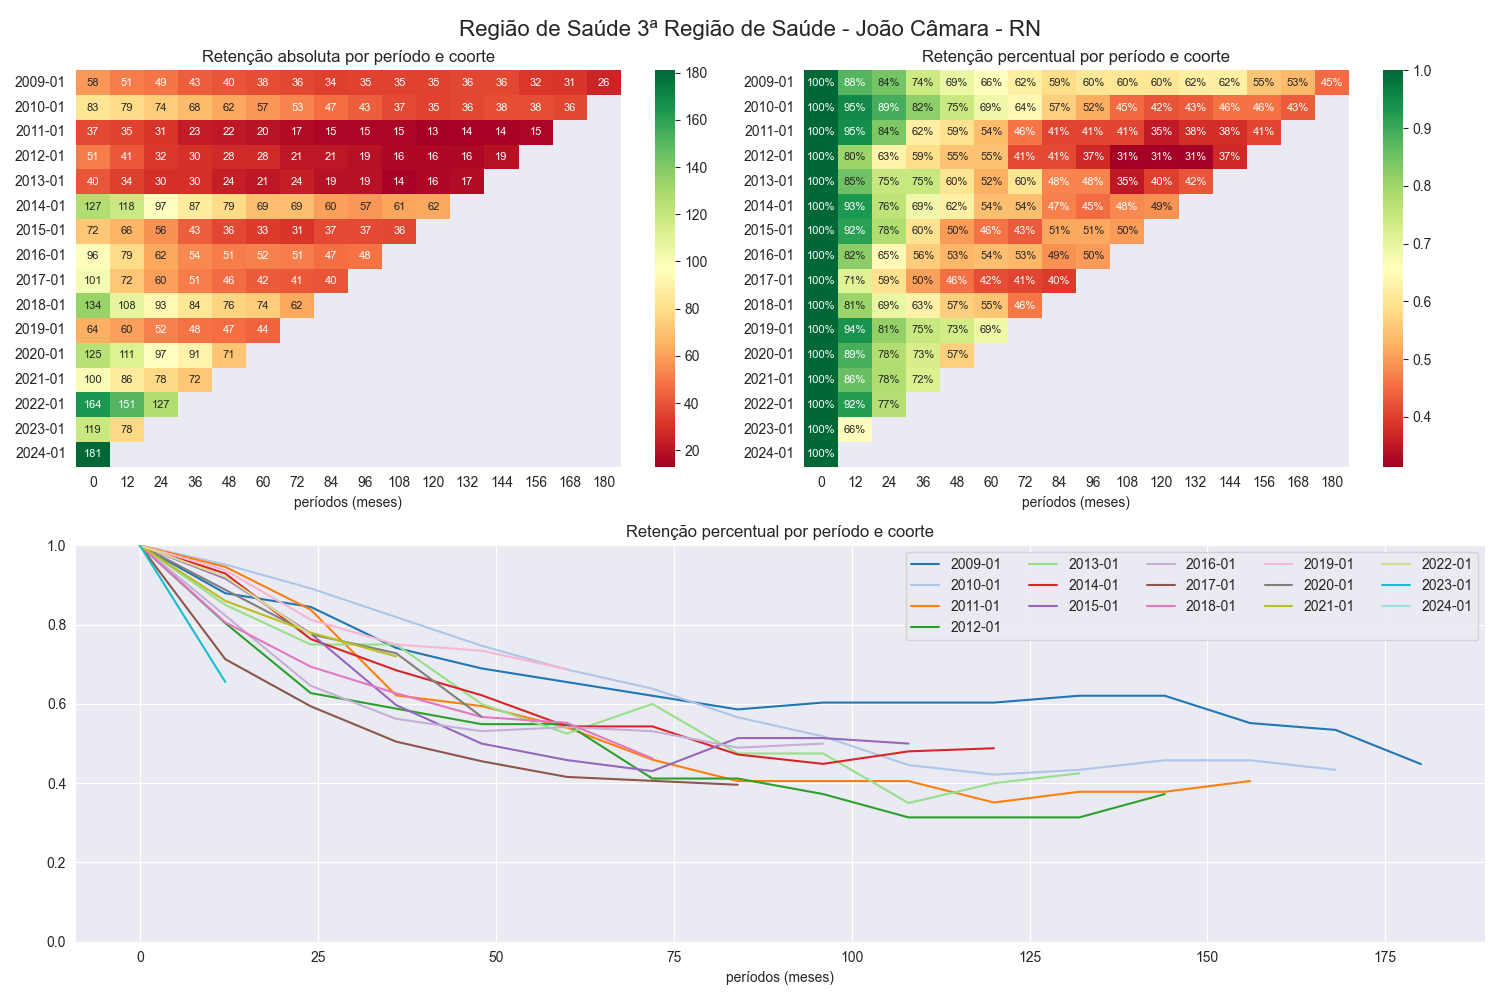 Região de Saúde 3ª Região de Saúde - João Câmara - RN
Retenção absoluta por período e coorte
2009-01 58 51 49 43 40 38 36 34 35 35 35 36 36 32 31 26
2010-01 83 79 74 68 62 57 53 47 43 37 35 36 38 38 36
2011-01 37 35 31 23 22 20 17 15 15 15 13 14 14 15
2012-01 51 41 32 30 28 28 21 21 19 16 16 16 19
2013-01 40 34 30 30 24 21 24 19 19 14 16 17
2014-01 127 118 97 87 79 69 69 60 57 61 62
2015-01 72 66 56 43 36 33 31 37 37 36
2016-01 96 79 62 54 51 52 51 47 48
2017-01 101 72 60 51 46 42 41 40
2018-01 134 108 93 84 76 74 62
2019-01 64 60 52 48 47 44
2020-01 125 111 97 91 71
2021-01 100 86 78 72
2022-01 164 151 127
2023-01 119 78
2024-01 181
0 12 24 36 48 60 72 84 96 108 120 132 144 156 168 180
períodos (meses)
180
160
140
120
100
80
60
40
20
Retenção percentual por período e coorte
2009-01 100% 88% 84% 74% 69% 66% 62% 59% 60% 60% 60% 62% 62% 55% 53% 45%
2010-01 100% 95% 89% 82% 75% 69% 64% 57% 52% 45% 42% 43% 46% 46% 43%
2011-01 100% 95% 84% 62% 59% 54% 46% 41% 41% 41% 35% 38% 38% 41%
2012-01 100% 80% 63% 59% 55% 55% 41% 41% 37% 31% 31% 31% 37%
2013-01 100% 85% 75% 75% 60% 52% 60% 48% 48% 35% 40% 42%
2014-01 100% 93% 76% 69% 62% 54% 54% 47% 45% 48% 49%
2015-01 100% 92% 78% 60% 50% 46% 43% 51% 51% 50%
2016-01 100% 82% 65% 56% 53% 54% 53% 49% 50%
2017-01 100% 71% 59% 50% 46% 42% 41% 40%
2018-01 100% 81% 69% 63% 57% 55% 46%
2019-01 100% 94% 81% 75% 73% 69%
2020-01 100% 89% 78% 73% 57%
2021-01 100% 86% 78% 72%
2022-01 100% 92% 77%
2023-01 100% 66%
2024-01 100%
0 12 24 36 48 60 72 84 96 108 120 132 144 156 168 180
períodos (meses)
1.0
0.9
0.8
0.7
0.6
0.5
0.4
Retenção percentual por período e coorte
2009-01 2013-01 2016-01 2019-01 2022-01
2010-01 2014-01 2017-01 2020-01 2023-01
2011-01 2015-01 2018-01 2021-01 2024-01
2012-01
1.0
0.8
0.6
0.4
0.2
0.0
0 25 50 75 100 125 150 175
períodos (meses)